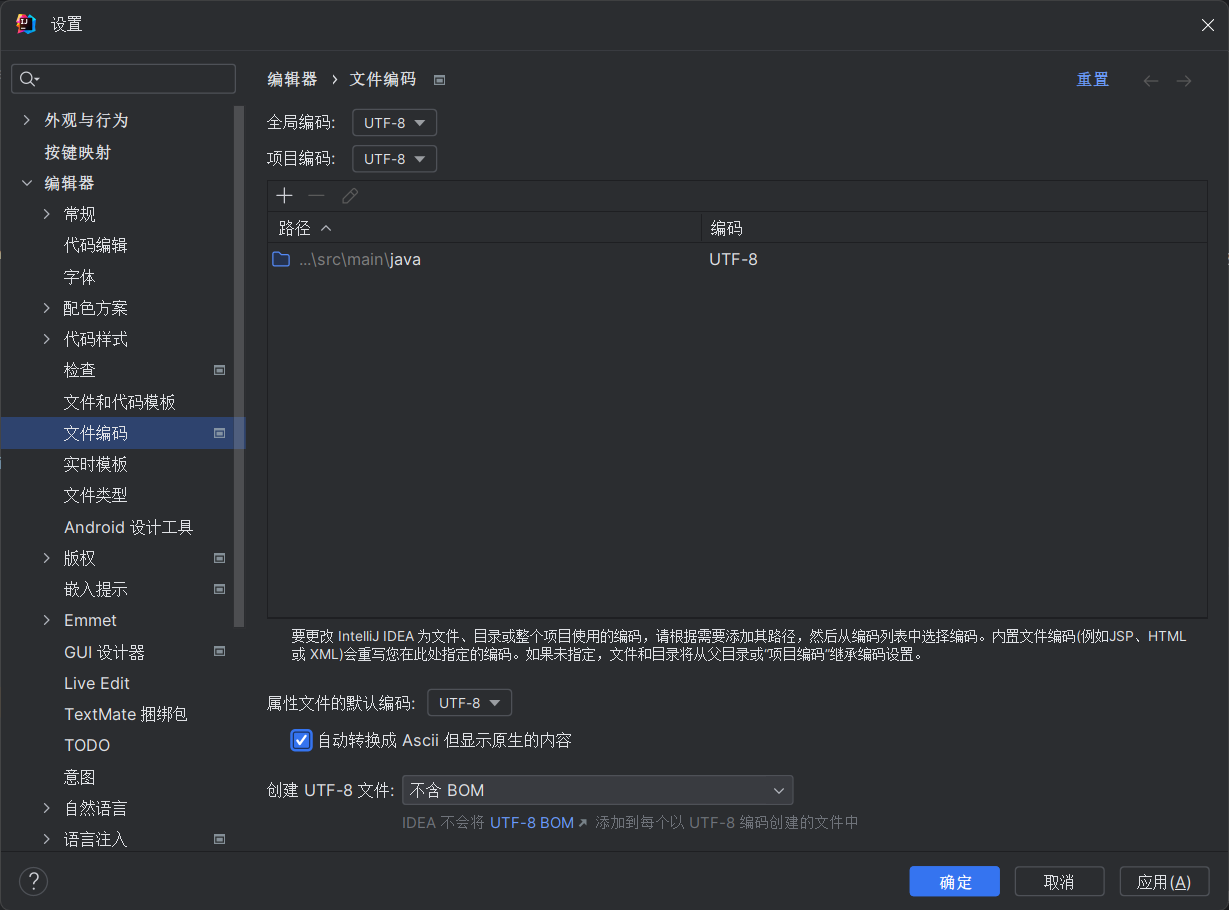 设置
编辑器 › 文件编码
重置
外观与行为
按键映射
编辑器
常规
代码编辑
字体
配色方案
代码样式
检查
文件和代码模板
文件编码
实时模板
文件类型
Android 设计工具
版权
嵌入提示
Emmet
GUI 设计器
Live Edit
TextMate 捆绑包
TODO
意图
自然语言
语言注入
全局编码: UTF-8
项目编码: UTF-8
路径 编码
...\src\main\java UTF-8
要更改 IntelliJ IDEA 为文件、目录或整个项目使用的编码，请根据需要添加其路径，然后从编码列表中选择编码。内置文件编码(例如JSP、HTML
或 XML)会重写您在此处指定的编码。如果未指定，文件和目录将从父目录或“项目编码”继承编码设置。
属性文件的默认编码: UTF-8
自动转换成 Ascii 但显示原生的内容
创建 UTF-8 文件: 不含 BOM
IDEA 不会将 UTF-8 BOM 添加到每个以 UTF-8 编码创建的文件中
?
确定 取消 应用(A)